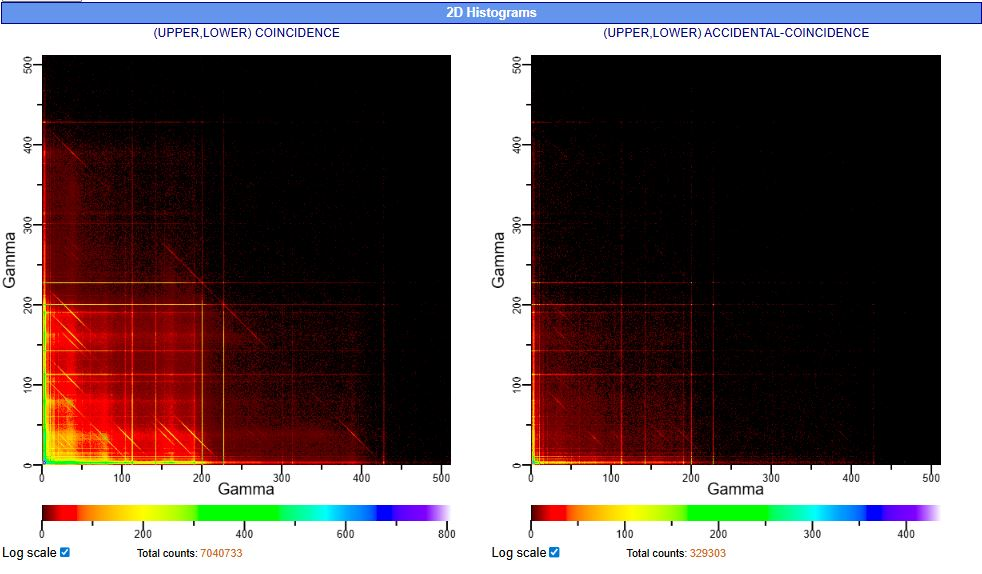 2D Histograms
(UPPER,LOWER) COINCIDENCE
(UPPER,LOWER) ACCIDENTAL-COINCIDENCE
Gamma
500
400
300
200
100
0
0 100 200 300 400 500
Gamma
0 200 400 600 800
Log scale
Total counts: 7040733
Gamma
500
400
300
200
100
0
0 100 200 300 400 500
Gamma
0 100 200 300 400
Log scale
Total counts: 329303